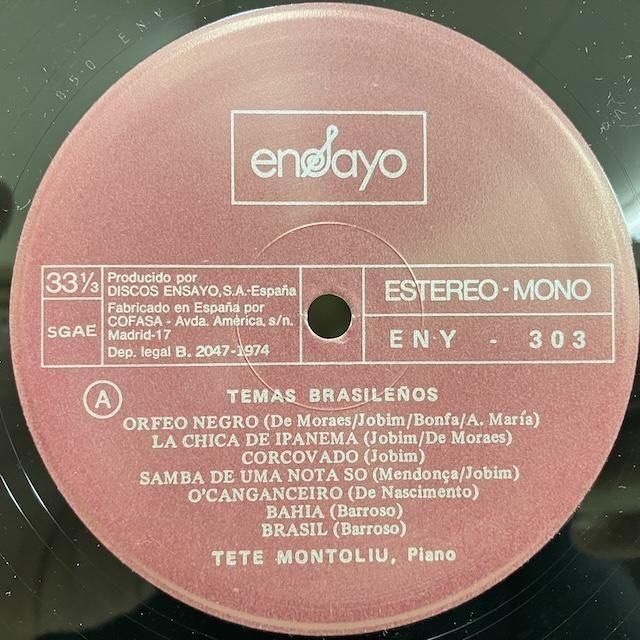 ensayo
33 1/3
SGAE
Producido por
DISCOS ENSAYO, S.A.-España
Fabricado en España por
COFASA - Avda. América, s/n.
Madrid-17
Dep. legal B. 2047-1974
ESTEREO - MONO
ENY - 303
A
TEMAS BRASILEÑOS
ORFEO NEGRO (De Moraes/Jobim/Bonfa/A. María)
LA CHICA DE IPANEMA (Jobim/De Moraes)
CORCOVADO (Jobim)
SAMBA DE UMA NOTA SO (Mendonça/Jobim)
O'CANGANCEIRO (De Nascimento)
BAHIA (Barroso)
BRASIL (Barroso)
TETE MONTOLIU, Piano